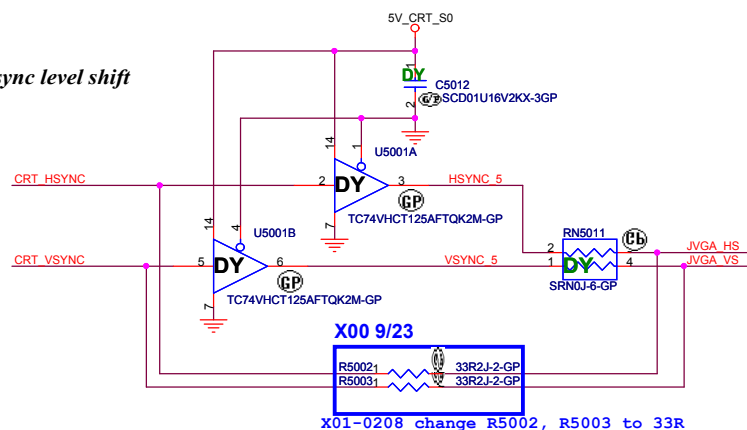 5V_CRT_S0
ync level shift
DY
1
C5012
2
G/P
SCD01U16V2KX-3GP
14
1
U5001A
CRT_HSYNC
2
DY
3
HSYNC_5
GP
7
TC74VHCT125AFTQK2M-GP
14
4
U5001B
RN5011
2
JVGA_HS
CRT_VSYNC
5
DY
6
VSYNC_5
1
DY
4
JVGA_VS
GP
SRN0J-6-GP
7
TC74VHCT125AFTQK2M-GP
X00 9/23
R5002 1
33R2J-2-GP
R5003 1
33R2J-2-GP
X01-0208 change R5002, R5003 to 33R